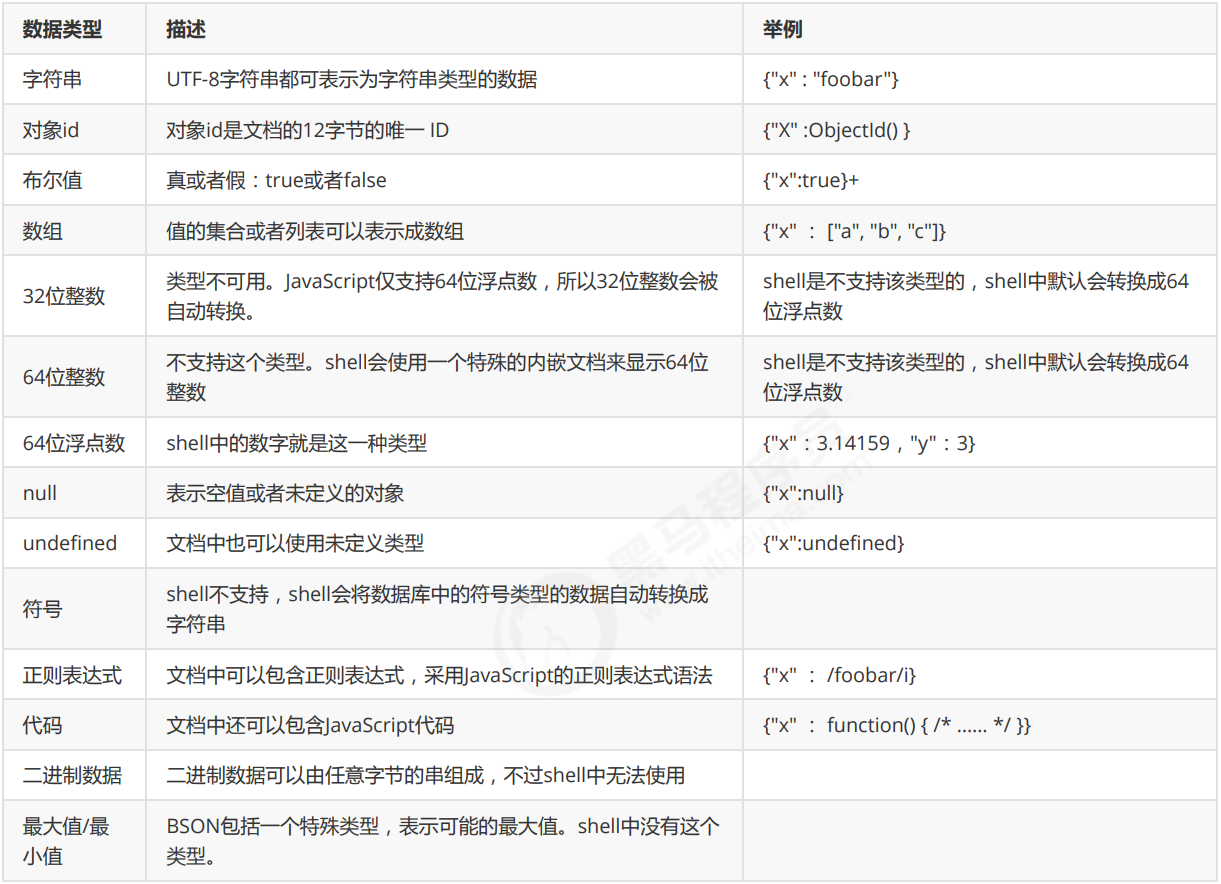 数据类型 描述 举例
字符串 UTF-8字符串都可表示为字符串类型的数据 {"x" : "foobar"}
对象id 对象id是文档的12字节的唯一 ID {"X" :ObjectId() }
布尔值 真或者假：true或者false {"x":true}+
数组 值的集合或者列表可以表示成数组 {"x" ： ["a", "b", "c"]}
32位整数 类型不可用。JavaScript仅支持64位浮点数，所以32位整数会被
自动转换。
shell是不支持该类型的，shell中默认会转换成64
位浮点数
64位整数 不支持这个类型。shell会使用一个特殊的内嵌文档来显示64位
整数
shell是不支持该类型的，shell中默认会转换成64
位浮点数
64位浮点数 shell中的数字就是这一种类型 {"x"：3.14159，"y"：3}
null 表示空值或者未定义的对象 {"x":null}
undefined 文档中也可以使用未定义类型 {"x":undefined}
符号 shell不支持，shell会将数据库中的符号类型的数据自动转换成
字符串
正则表达式 文档中可以包含正则表达式，采用JavaScript的正则表达式语法 {"x" ： /foobar/i}
代码 文档中还可以包含JavaScript代码 {"x" ： function() { /* …… */ }}
二进制数据 二进制数据可以由任意字节的串组成，不过shell中无法使用
最大值/最
小值
BSON包括一个特殊类型，表示可能的最大值。shell中没有这个
类型。
黑马程序员
www.itheima.com